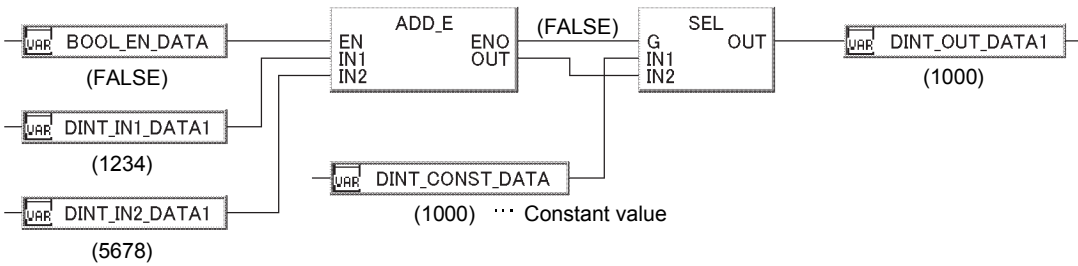 VAR BOOL_EN_DATA
(FALSE)
VAR DINT_IN1_DATA1
(1234)
VAR DINT_IN2_DATA1
(5678)
ADD_E
EN ENO
IN1 OUT
IN2
(FALSE)
VAR DINT_CONST_DATA
(1000) ··· Constant value
SEL
G OUT
IN1
IN2
VAR DINT_OUT_DATA1
(1000)